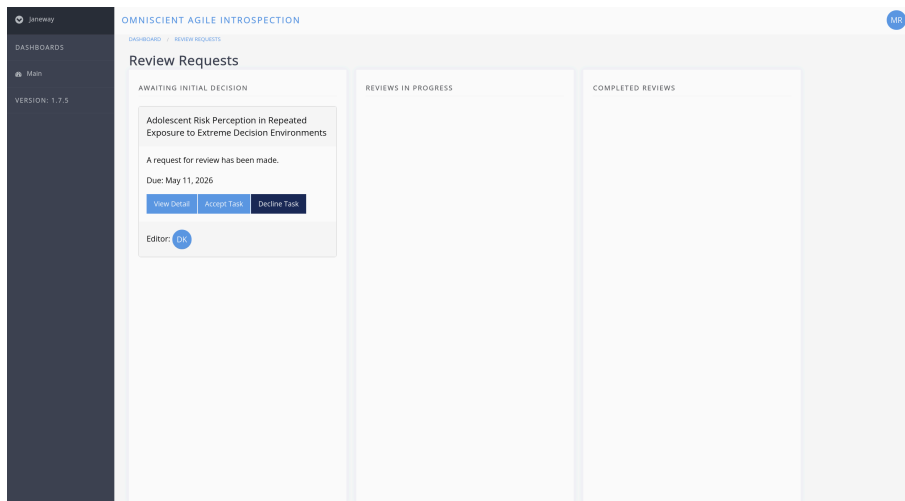 Janeway
OMNISCIENT AGILE INTROSPECTION
MR
DASHBOARDS
Main
VERSION: 1.7.5
DASHBOARD / REVIEW REQUESTS
Review Requests
AWAITING INITIAL DECISION
Adolescent Risk Perception in Repeated
Exposure to Extreme Decision Environments
A request for review has been made.
Due: May 11, 2026
View Detail Accept Task Decline Task
Editor: DK
REVIEWS IN PROGRESS
COMPLETED REVIEWS